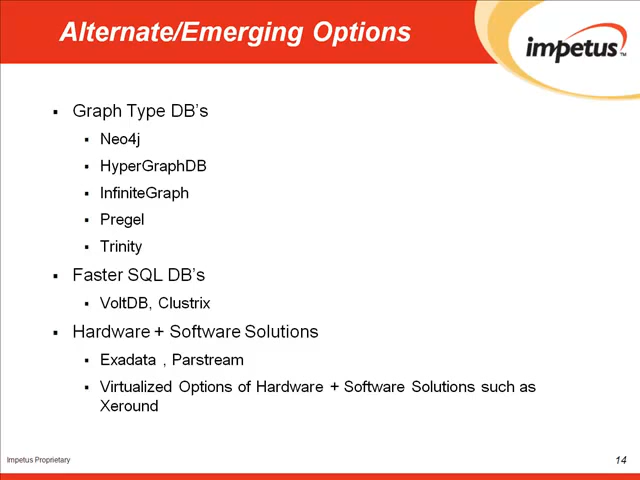 Alternate/Emerging Options
impetus™
▪ Graph Type DB’s
▪ Neo4j
▪ HyperGraphDB
▪ InfiniteGraph
▪ Pregel
▪ Trinity
▪ Faster SQL DB’s
▪ VoltDB, Clustrix
▪ Hardware + Software Solutions
▪ Exadata , Parstream
▪ Virtualized Options of Hardware + Software Solutions such as
Xeround
Impetus Proprietary
14